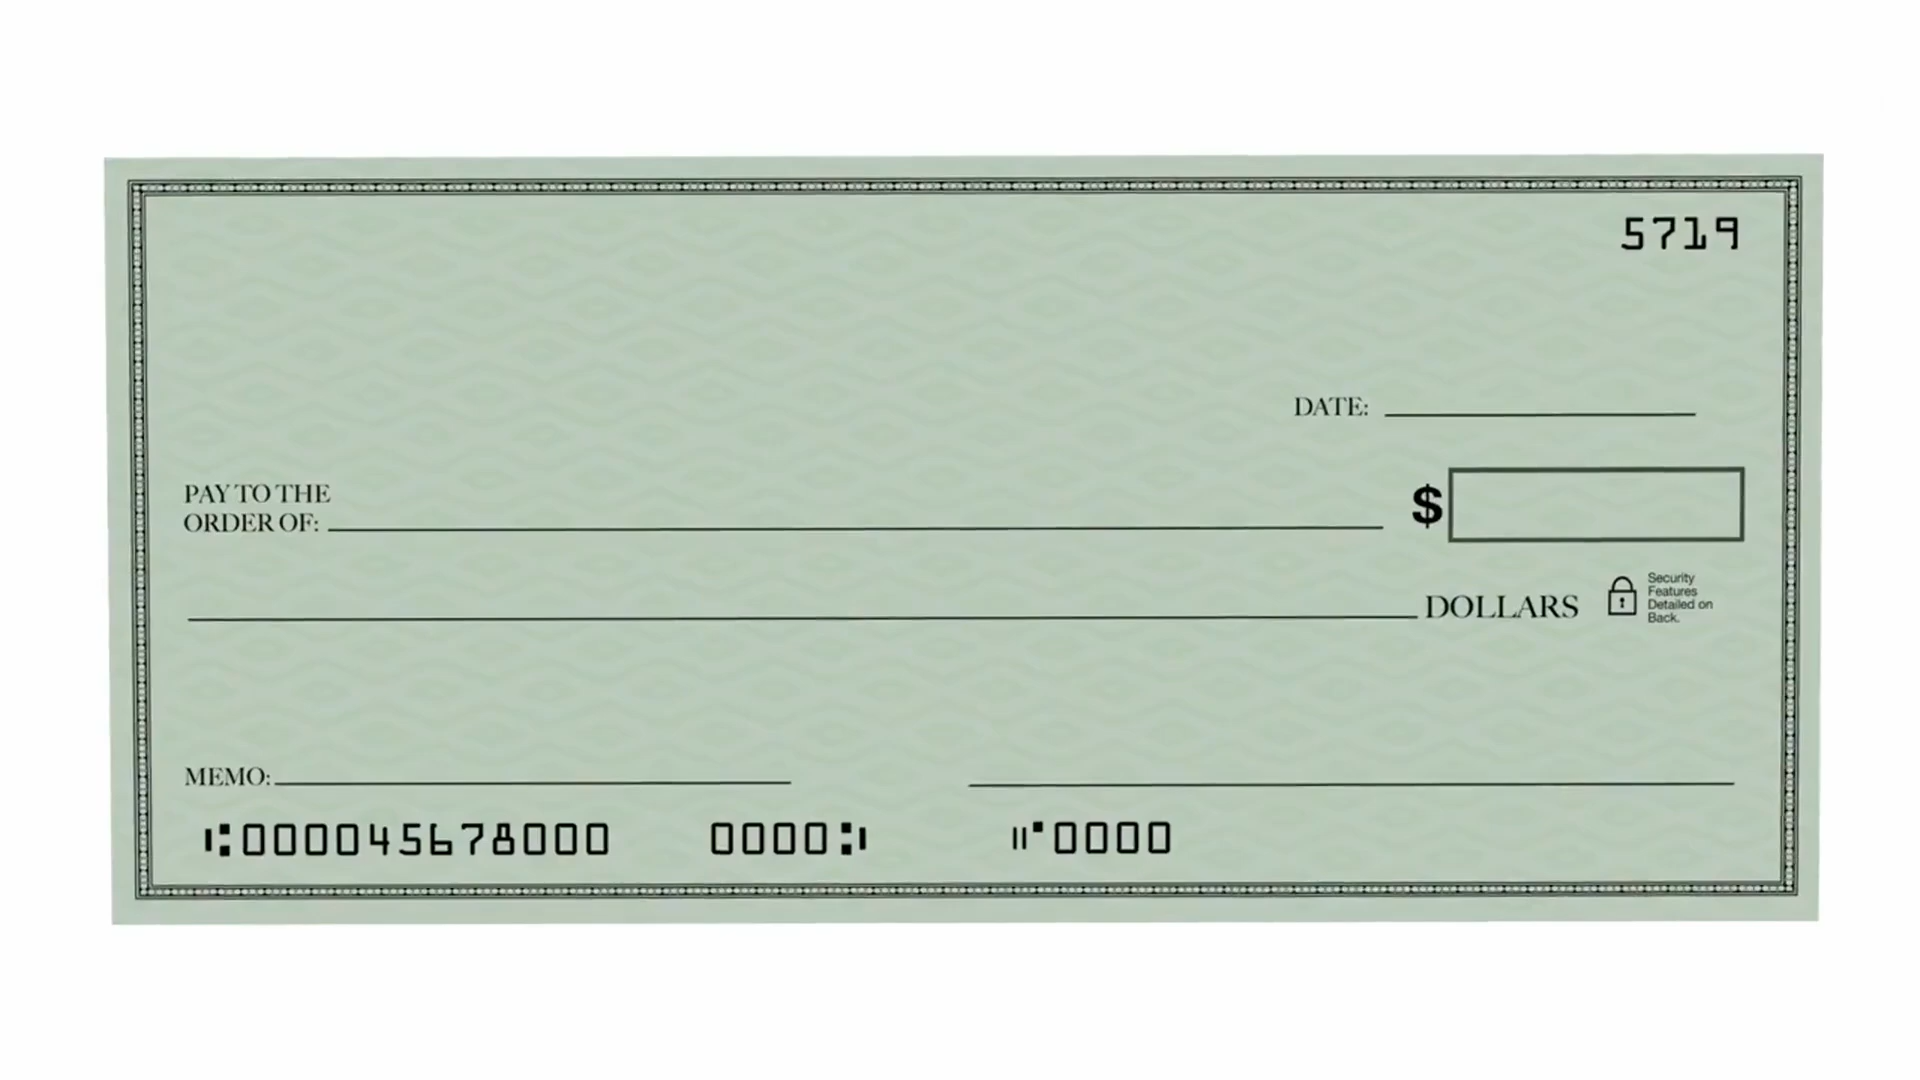 5719
DATE:
PAY TO THE
ORDER OF:
$
DOLLARS
Security
Features
Detailed on
Back.
MEMO:
⑆000045678000 0000⑆ ⑈0000